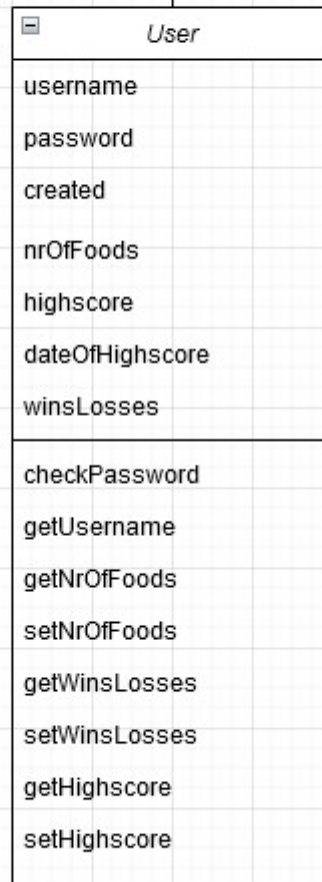 User
username
password
created
nrOfFoods
highscore
dateOfHighscore
winsLosses
checkPassword
getUsername
getNrOfFoods
setNrOfFoods
getWinsLosses
setWinsLosses
getHighscore
setHighscore